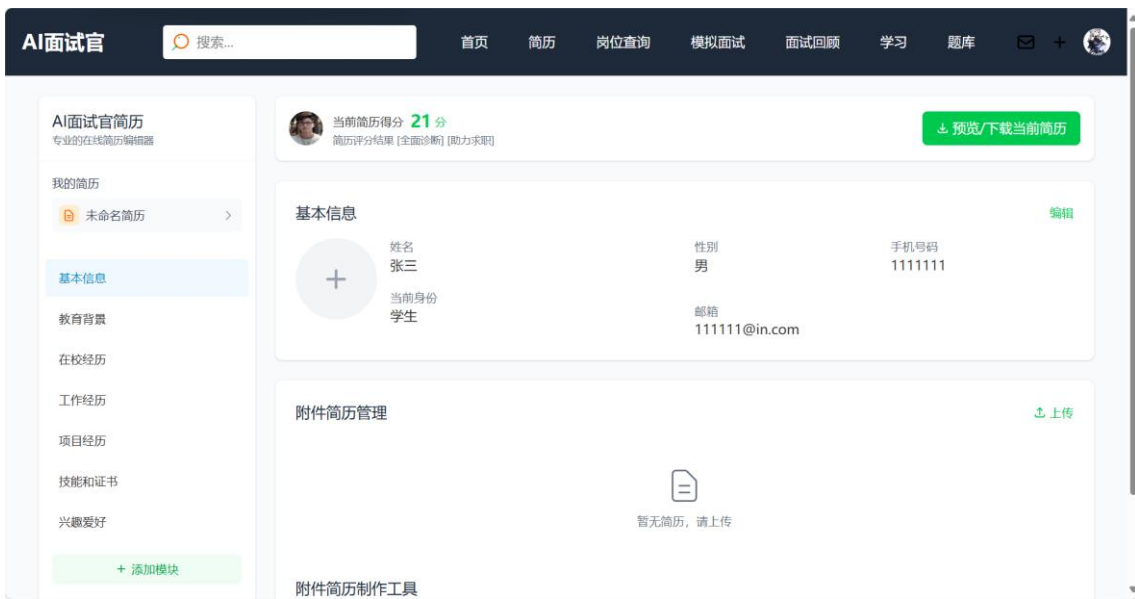 AI面试官
搜索...
首页 简历 岗位查询 模拟面试 面试回顾 学习 题库
AI面试官简历
专业的在线简历编辑器
我的简历
未命名简历
基本信息
教育背景
在校经历
工作经历
项目经历
技能和证书
兴趣爱好
+ 添加模块
当前简历得分 21 分
简历评分结果 [全面诊断] [助力求职]
预览/下载当前简历
基本信息
编辑
姓名
张三
性别
男
手机号码
1111111
当前身份
学生
邮箱
111111@in.com
附件简历管理
上传
暂无简历，请上传
附件简历制作工具